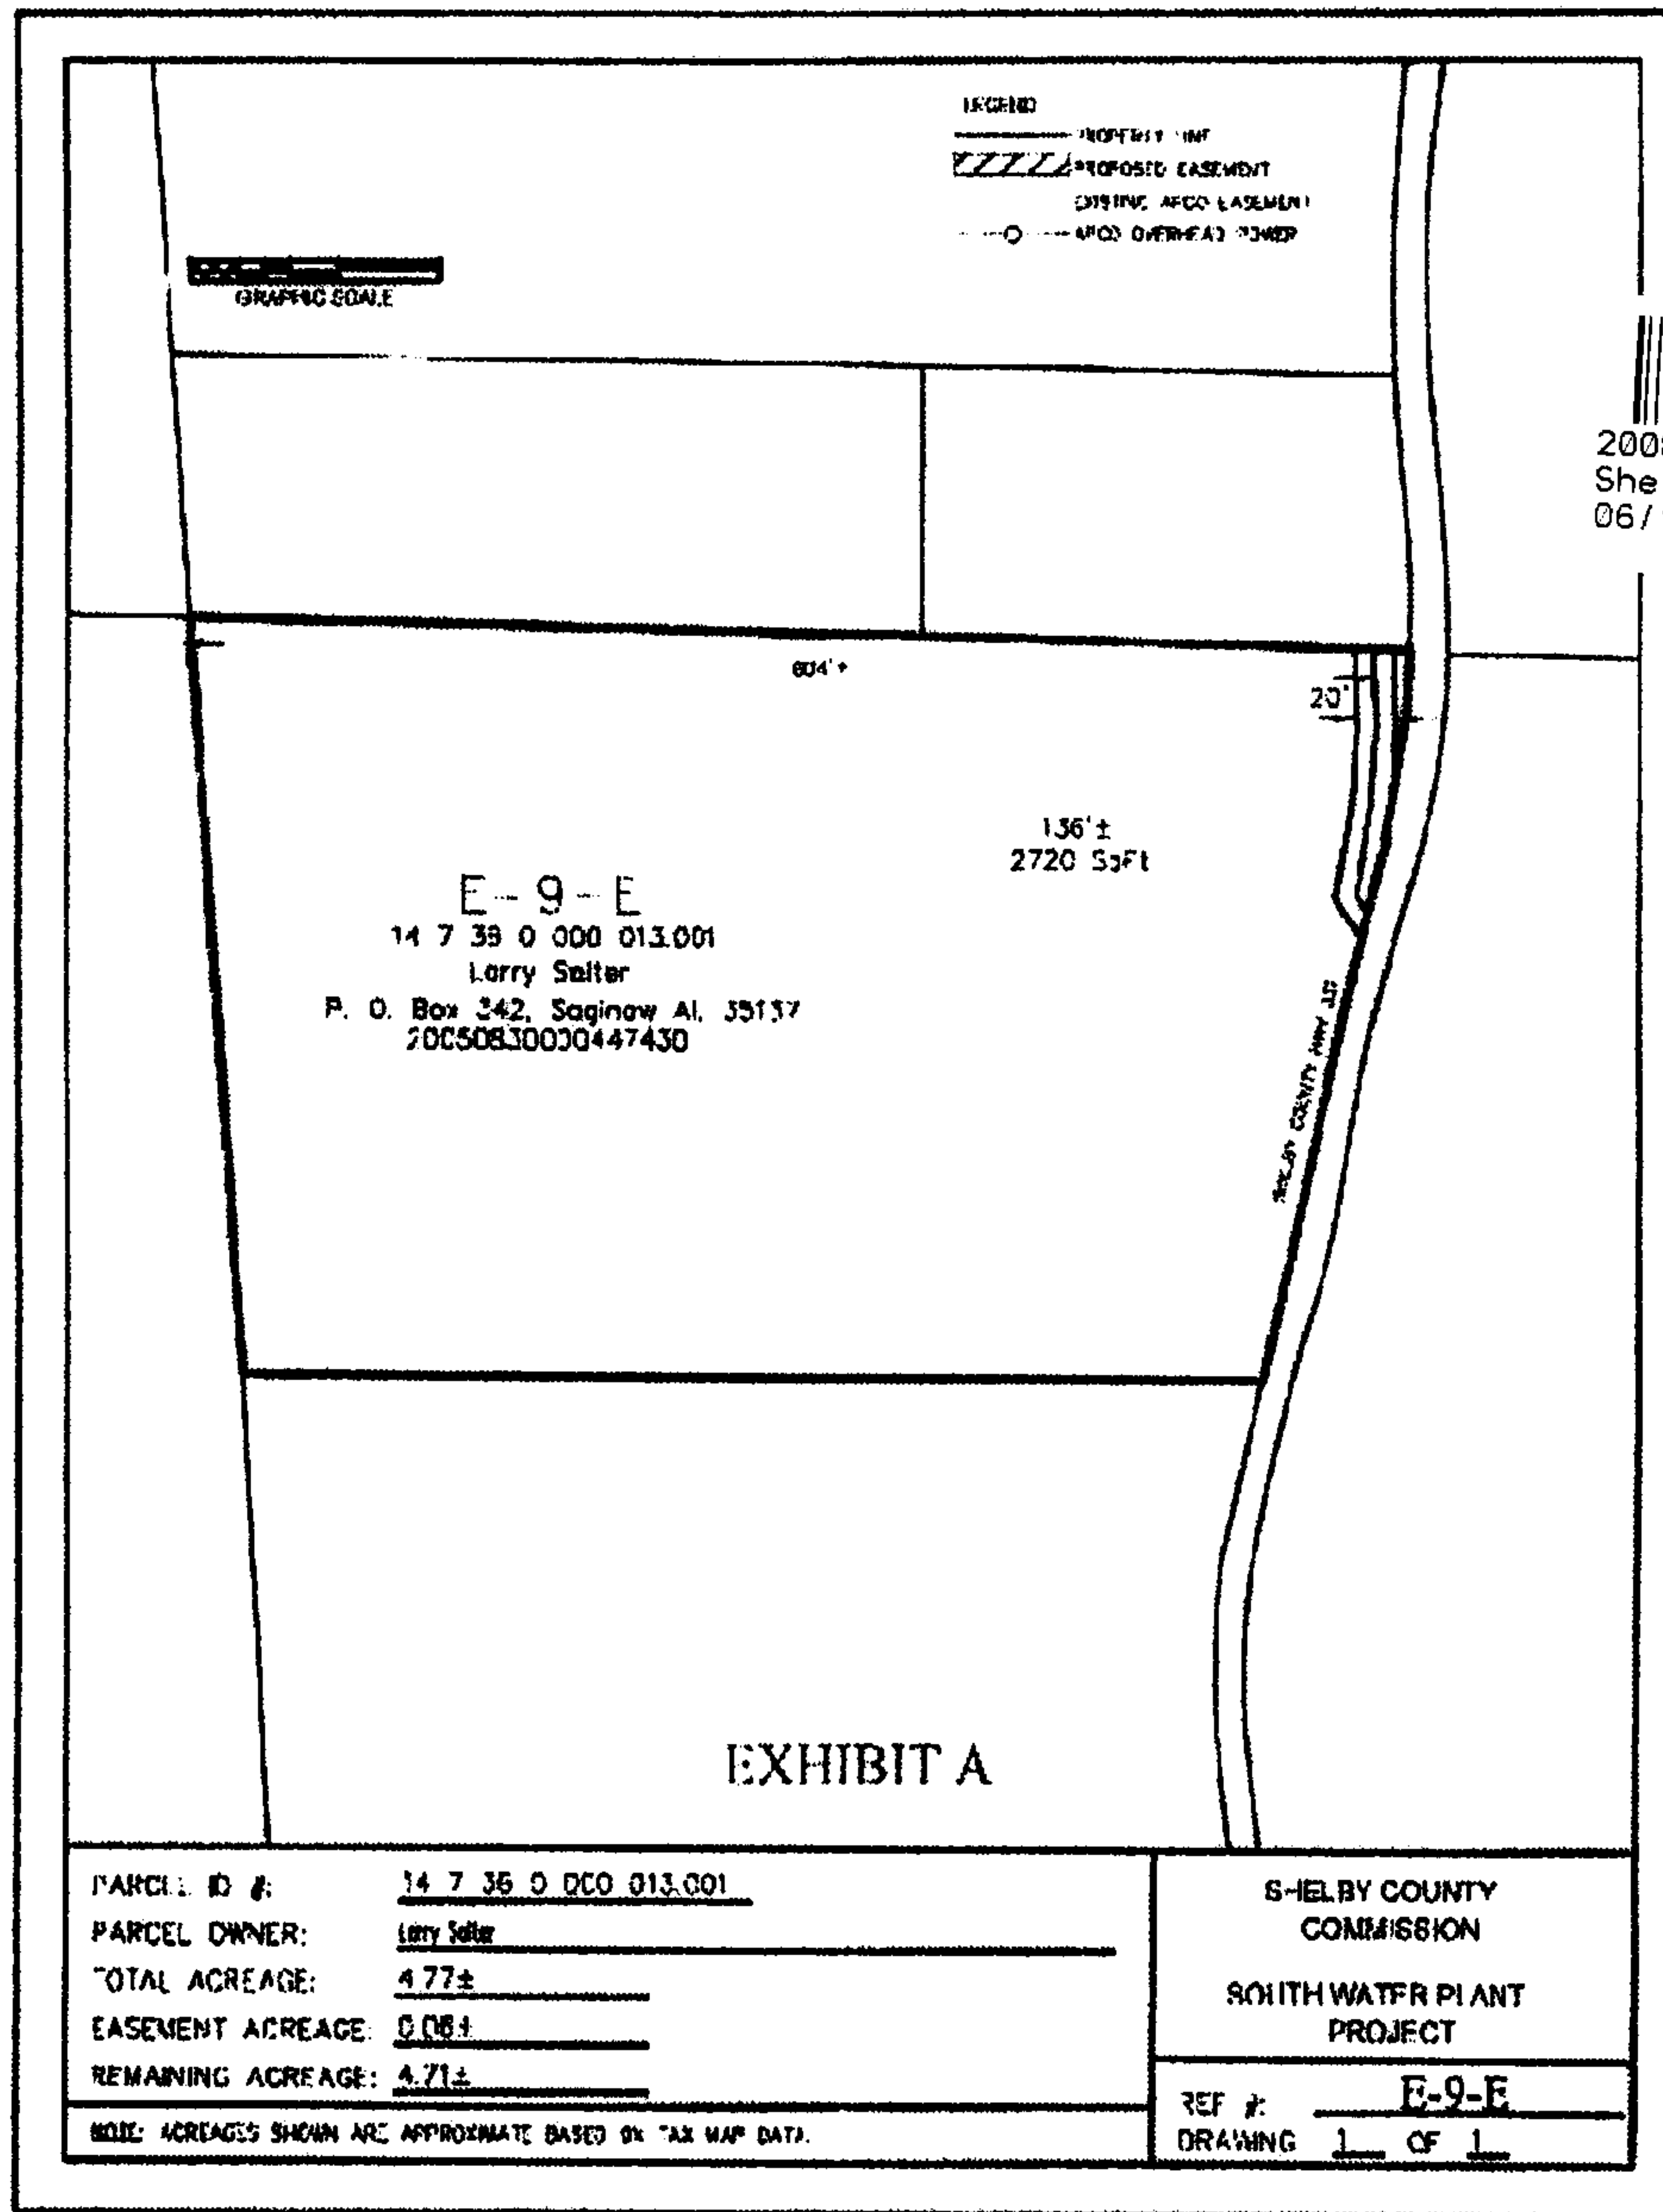 LEGEND
PROPERTY LINE
PROPOSED EASEMENT
EXISTING APCO EASEMENT
APCO OVERHEAD POWER
GRAPHIC SCALE
200
She
06/
604'±
20'
136'±
2720 SqFt
E-9-E
14 7 36 0 000 013.001
Larry Salter
P. O. Box 342, Saginaw Al. 35137
20050830000447430
SHELBY COUNTY HWY
EXHIBIT A
PARCEL ID #: 14 7 36 0 000 013.001
PARCEL OWNER: Larry Salter
TOTAL ACREAGE: 4.77±
EASEMENT ACREAGE: 0.06±
REMAINING ACREAGE: 4.71±
NOTE: ACREAGES SHOWN ARE APPROXIMATE BASED ON TAX MAP DATA.
SHELBY COUNTY
COMMISSION
SOUTH WATER PLANT
PROJECT
REF #: E-9-E
DRAWING 1 OF 1